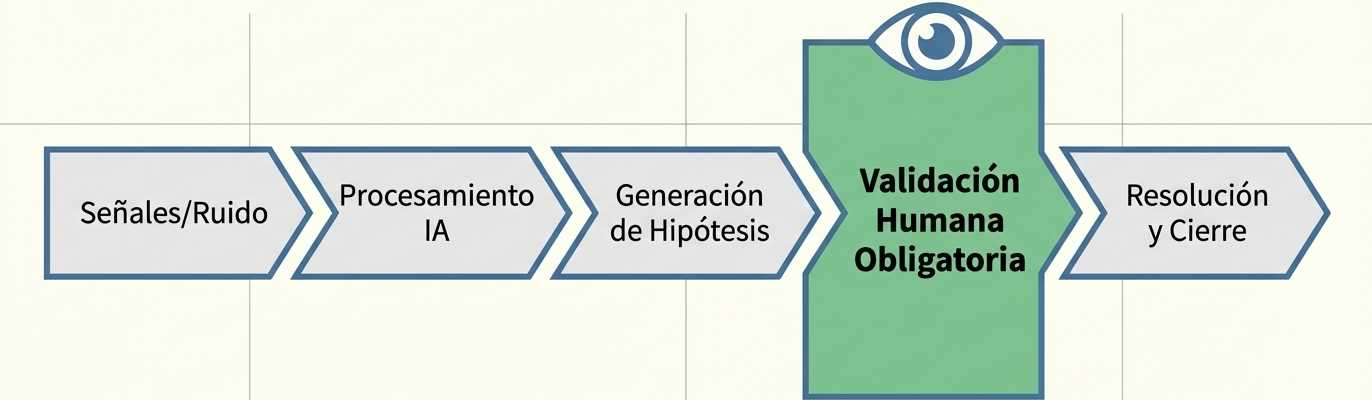 Señales/Ruido
Procesamiento
IA
Generación
de Hipótesis
Validación
Humana
Obligatoria
Resolución
y Cierre